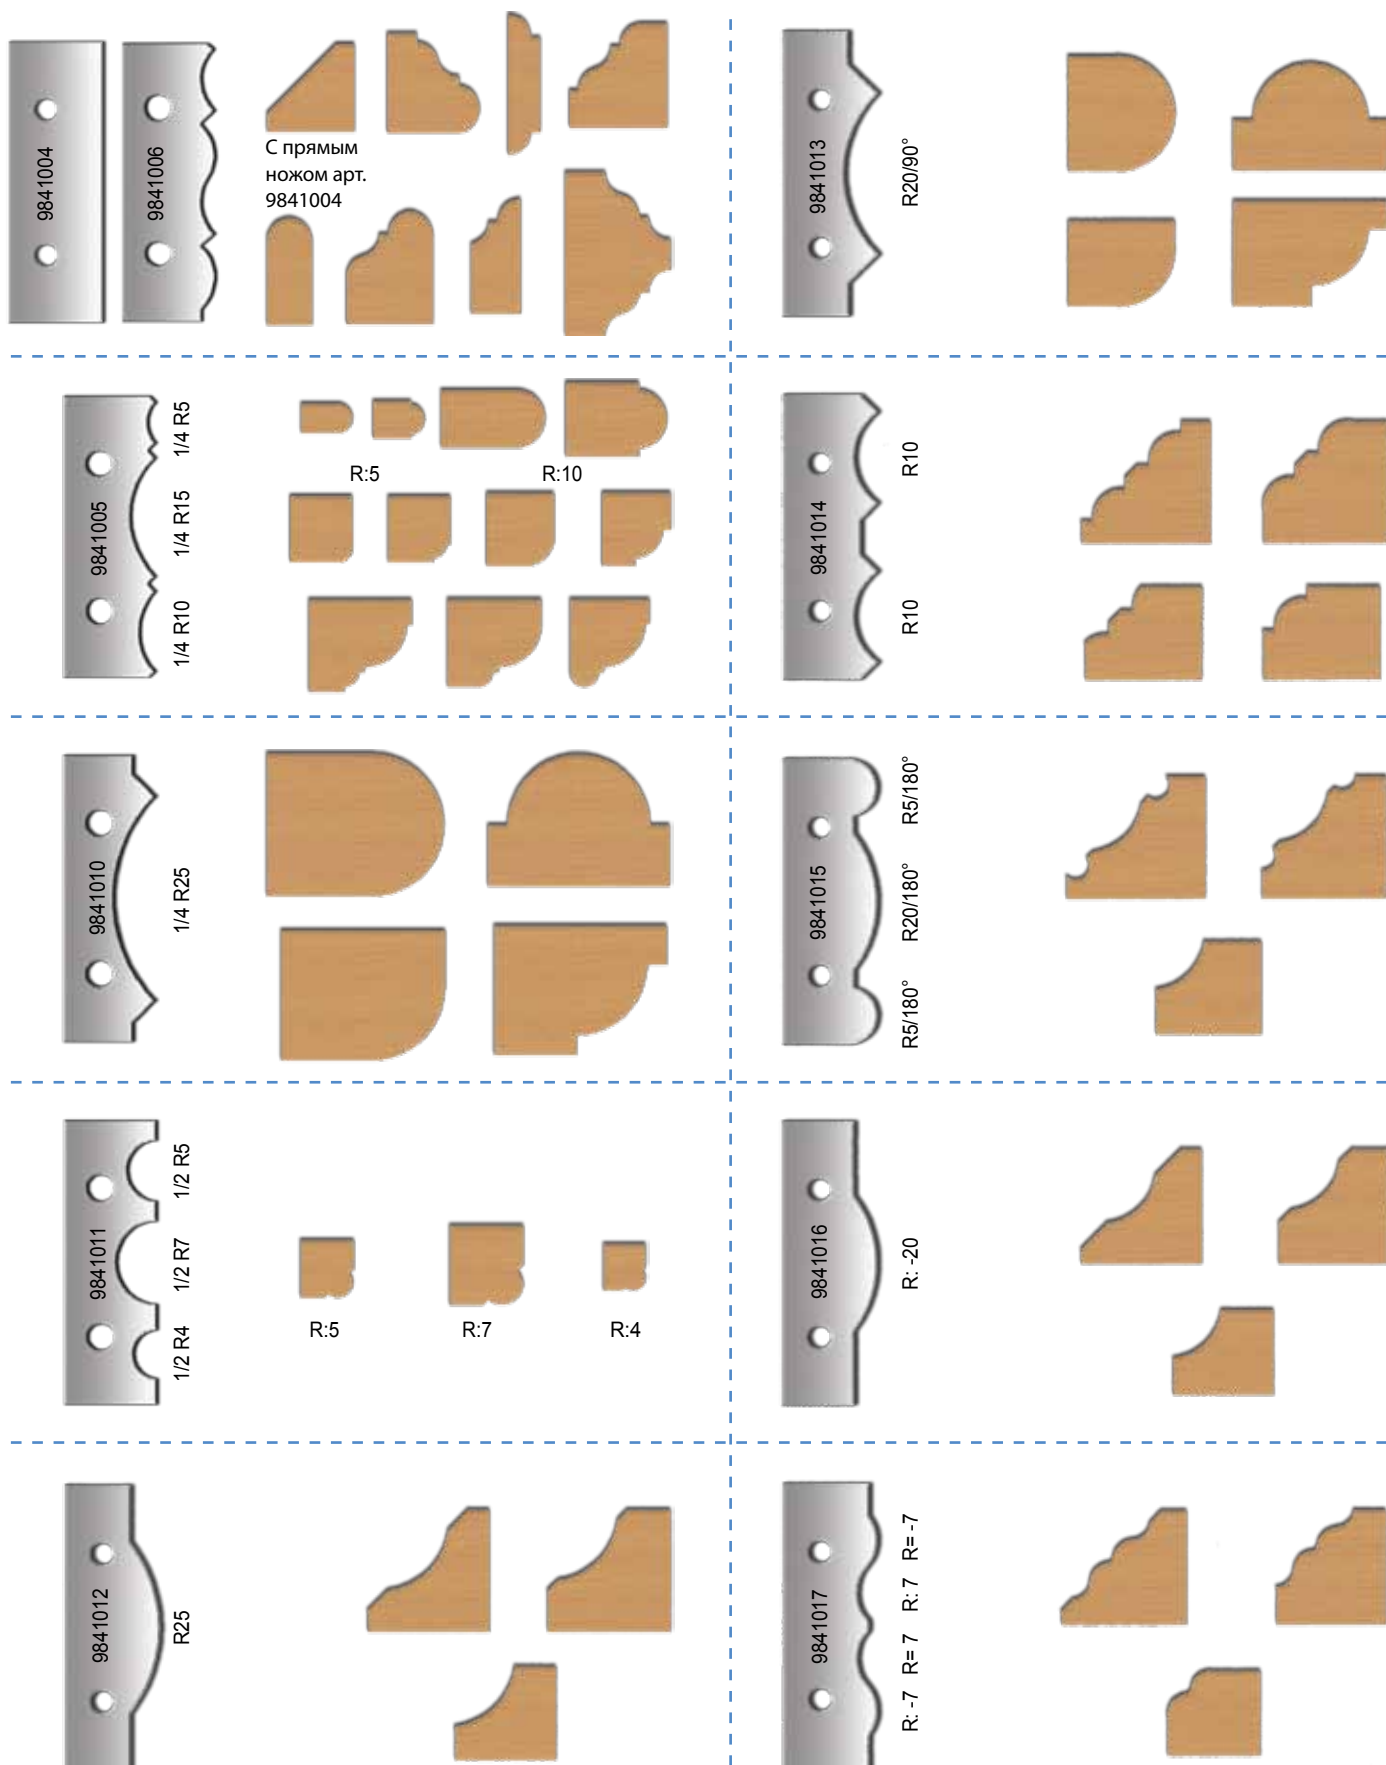 9841004
9841006
С прямым
ножом арт.
9841004
9841013
R20/90°
9841005
1/4 R5
1/4 R15
1/4 R10
R:5
R:10
9841014
R10
R10
9841010
1/4 R25
9841015
R5/180°
R20/180°
R5/180°
9841011
1/2 R5
1/2 R7
1/2 R4
R:5
R:7
R:4
9841016
R: -20
9841012
R25
9841017
R: -7 R= 7 R: 7 R= -7